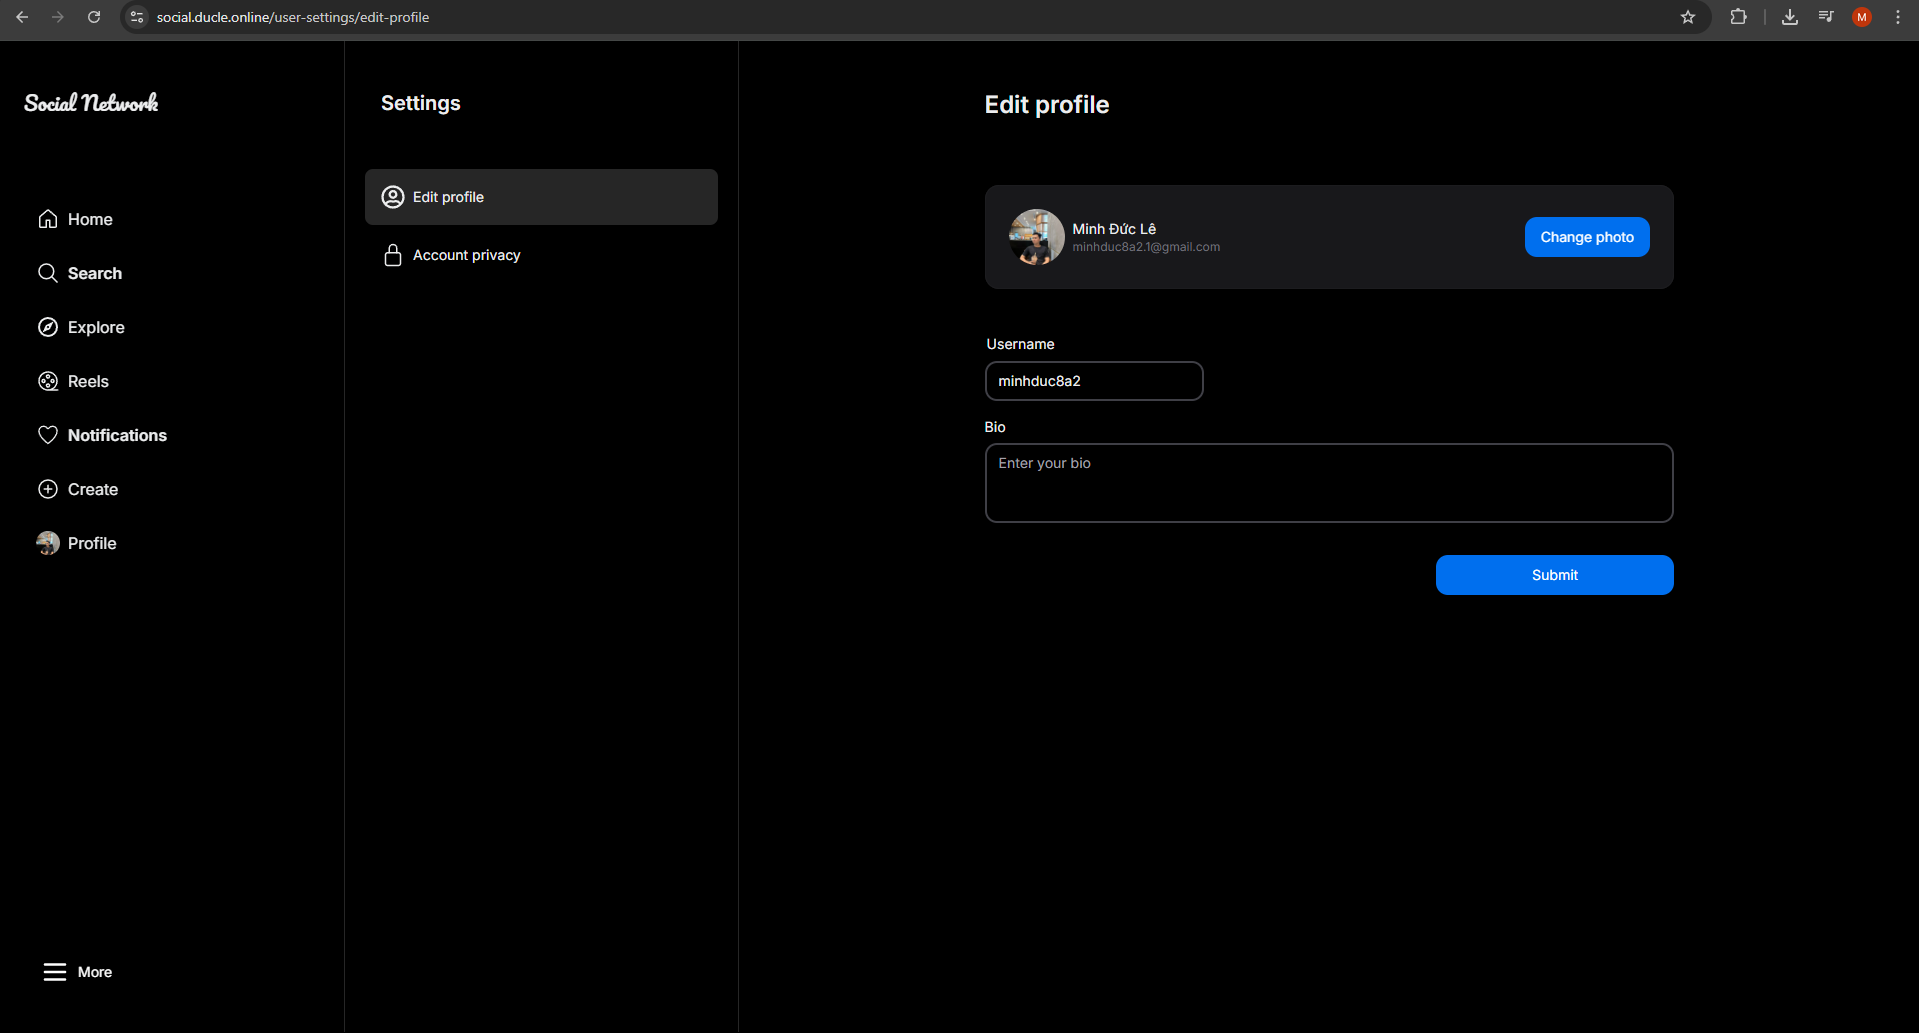 social.ducle.online/user-settings/edit-profile
M
Social Network
Home
Search
Explore
Reels
Notifications
Create
Profile
More
Settings
Edit profile
Account privacy
Edit profile
Minh Đức Lê
minhduc8a2.1@gmail.com
Change photo
Username
minhduc8a2
Bio
Enter your bio
Submit